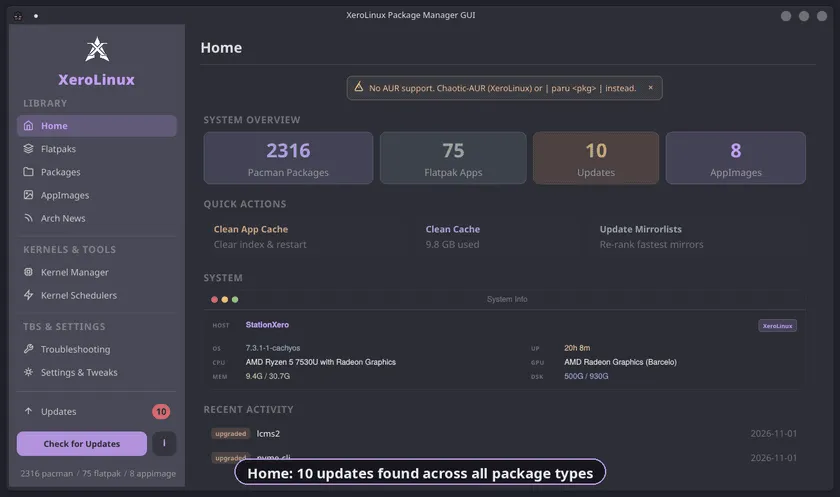 XeroLinux Package Manager GUI
XeroLinux
LIBRARY
Home
Flatpaks
Packages
AppImages
Arch News
KERNELS & TOOLS
Kernel Manager
Kernel Schedulers
TBS & SETTINGS
Troubleshooting
Settings & Tweaks
Updates 10
Check for Updates
i
2316 pacman / 75 flatpak / 8 appimage
Home
No AUR support. Chaotic-AUR (XeroLinux) or | paru <pkg> | instead. ×
SYSTEM OVERVIEW
2316 75 10 8
Pacman Packages Flatpak Apps Updates AppImages
QUICK ACTIONS
Clean App Cache Clean Cache Update Mirrorlists
Clear index & restart 9.8 GB used Re-rank fastest mirrors
SYSTEM
System Info
HOST StationXero XeroLinux
OS 7.3.1-1-cachyos UP 20h 8m
CPU AMD Ryzen 5 7530U with Radeon Graphics GPU AMD Radeon Graphics (Barcelo)
MEM 9.4G / 30.7G DSK 500G / 930G
RECENT ACTIVITY
upgraded lcms2 2026-11-01
upgraded 2026-11-01
Home: 10 updates found across all package types